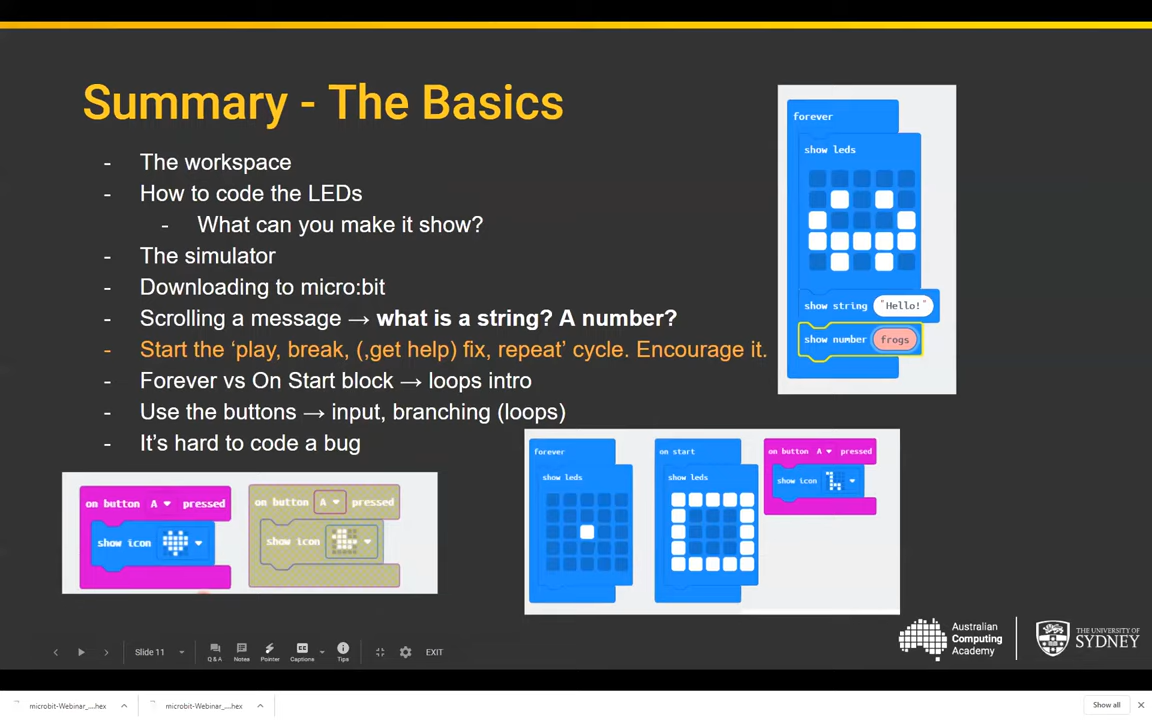 Summary - The Basics
- The workspace
- How to code the LEDs
- What can you make it show?
- The simulator
- Downloading to micro:bit
- Scrolling a message → what is a string? A number?
- Start the ‘play, break, (,get help) fix, repeat’ cycle. Encourage it.
- Forever vs On Start block → loops intro
- Use the buttons → input, branching (loops)
- It's hard to code a bug
forever
show leds
show string "Hello!"
show number frogs
on button A pressed
show icon
on button A pressed
show icon
forever
show leds
on start
show leds
on button A pressed
show icon
Australian
Computing
Academy
THE UNIVERSITY OF
SYDNEY
Slide 11
Q & A
Notes
Pointer
CC
Captions
Tips
EXIT
microbit-Webinar_....hex
microbit-Webinar_....hex
Show all